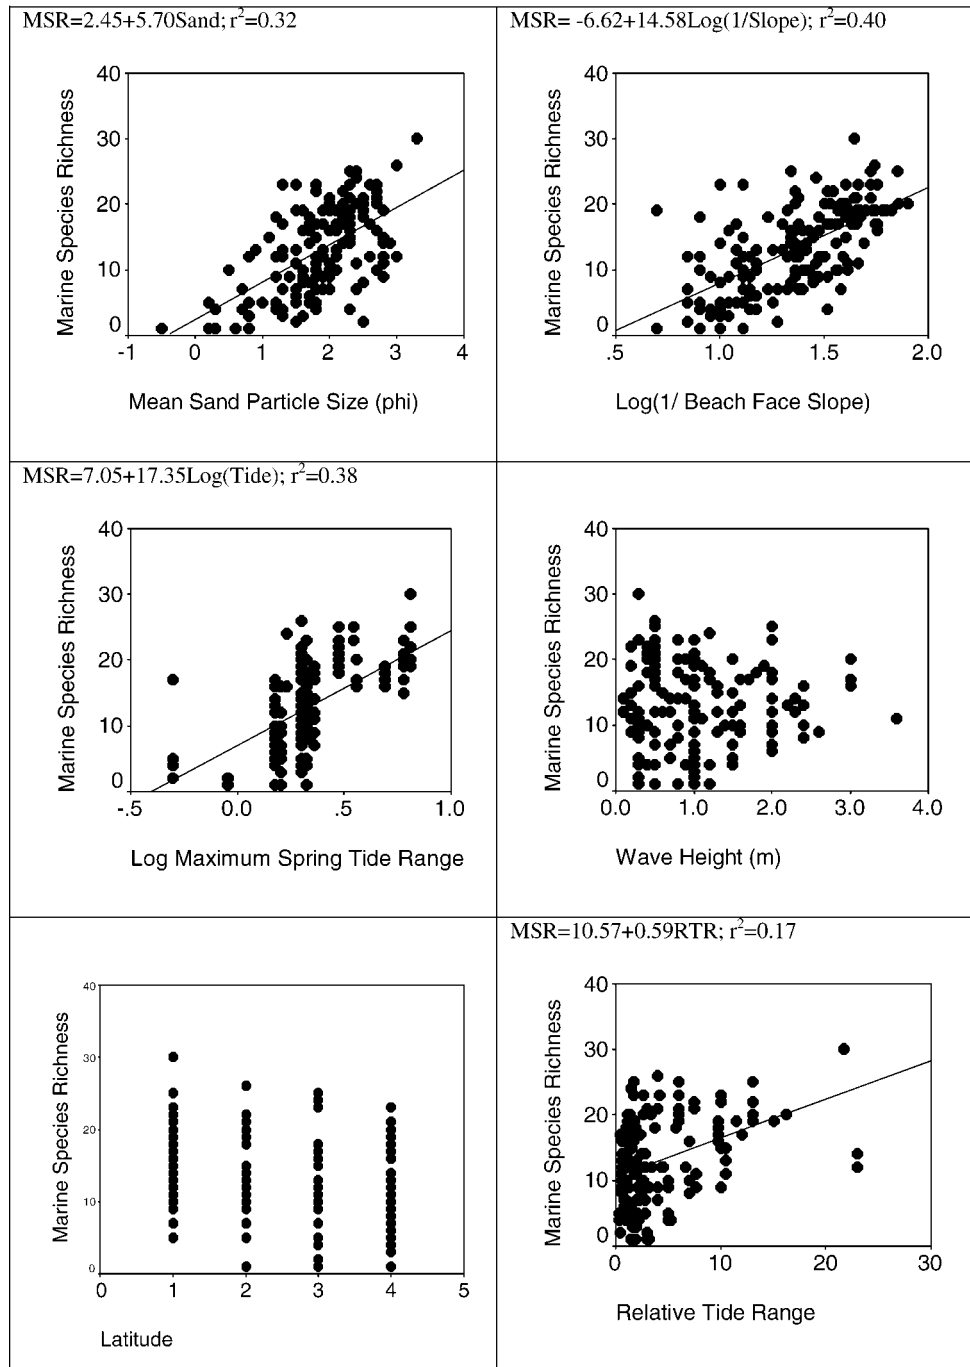 MSR=2.45+5.70Sand; r²=0.32
40
30
20
10
0
-1 0 1 2 3 4
Marine Species Richness
Mean Sand Particle Size (phi)
MSR= -6.62+14.58Log(1/Slope); r²=0.40
40
30
20
10
0
.5 1.0 1.5 2.0
Marine Species Richness
Log(1/ Beach Face Slope)
MSR=7.05+17.35Log(Tide); r²=0.38
40
30
20
10
0
-.5 0.0 .5 1.0
Marine Species Richness
Log Maximum Spring Tide Range
40
30
20
10
0
0.0 1.0 2.0 3.0 4.0
Marine Species Richness
Wave Height (m)
40
30
20
10
0
0 1 2 3 4 5
Marine Species Richness
Latitude
MSR=10.57+0.59RTR; r²=0.17
40
30
20
10
0
0 10 20 30
Marine Species Richness
Relative Tide Range